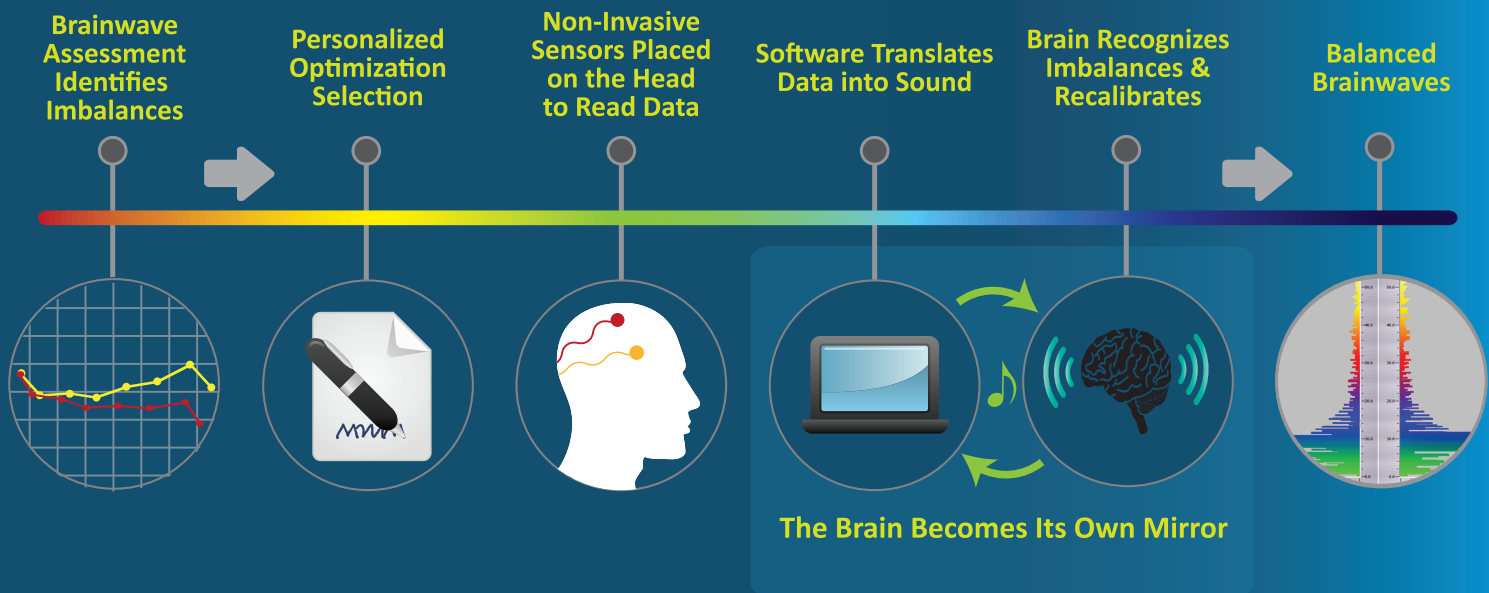 Brainwave
Assessment
Identifies
Imbalances
Personalized
Optimization
Selection
Non-Invasive
Sensors Placed
on the Head
to Read Data
Software Translates
Data into Sound
Brain Recognizes
Imbalances &
Recalibrates
Balanced
Brainwaves
The Brain Becomes Its Own Mirror